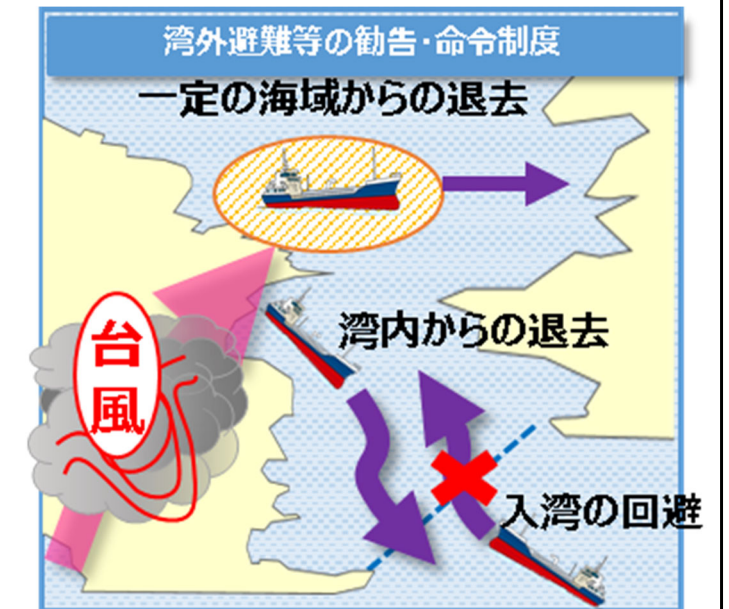 湾外避難等の勧告・命令制度
一定の海域からの退去
湾内からの退去
台風
入湾の回避